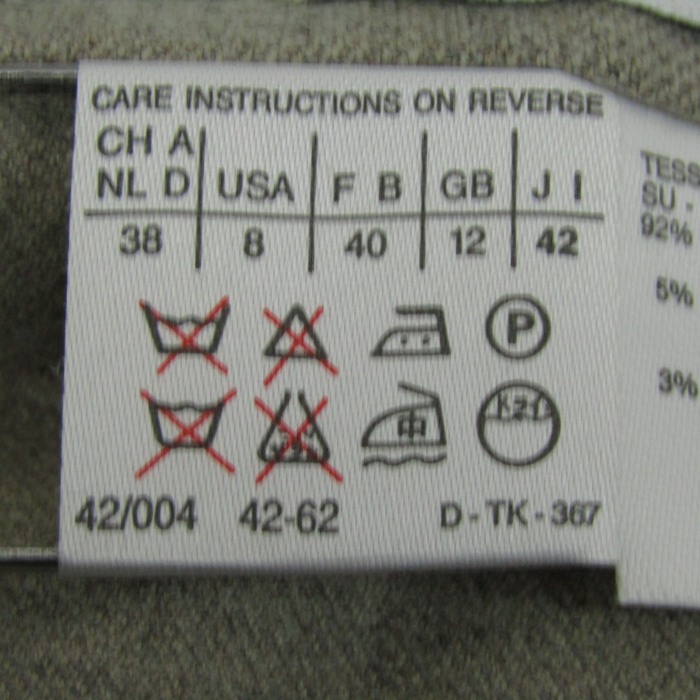 CARE INSTRUCTIONS ON REVERSE
CH A
NL D USA F B GB J I
38 8 40 12 42
P
中
42/004 42-62 D-TK-367
TESS
SU -
92%
5%
3%